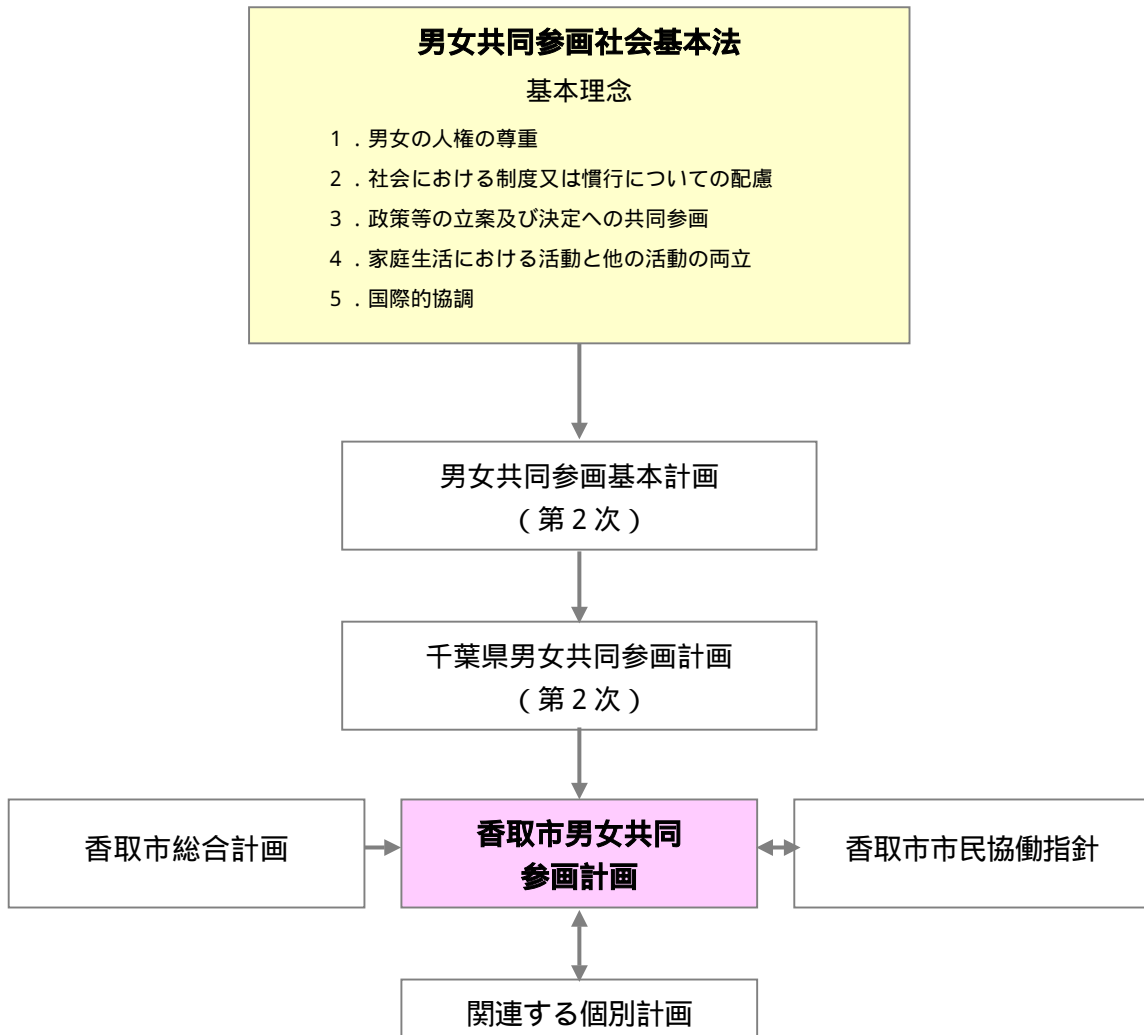 男女共同参画社会基本法
基本理念
1．男女の人権の尊重
2．社会における制度又は慣行についての配慮
3．政策等の立案及び決定への共同参画
4．家庭生活における活動と他の活動の両立
5．国際的協調
男女共同参画基本計画
（第2次）
千葉県男女共同参画計画
（第2次）
香取市総合計画
香取市男女共同
参画計画
香取市市民協働指針
関連する個別計画